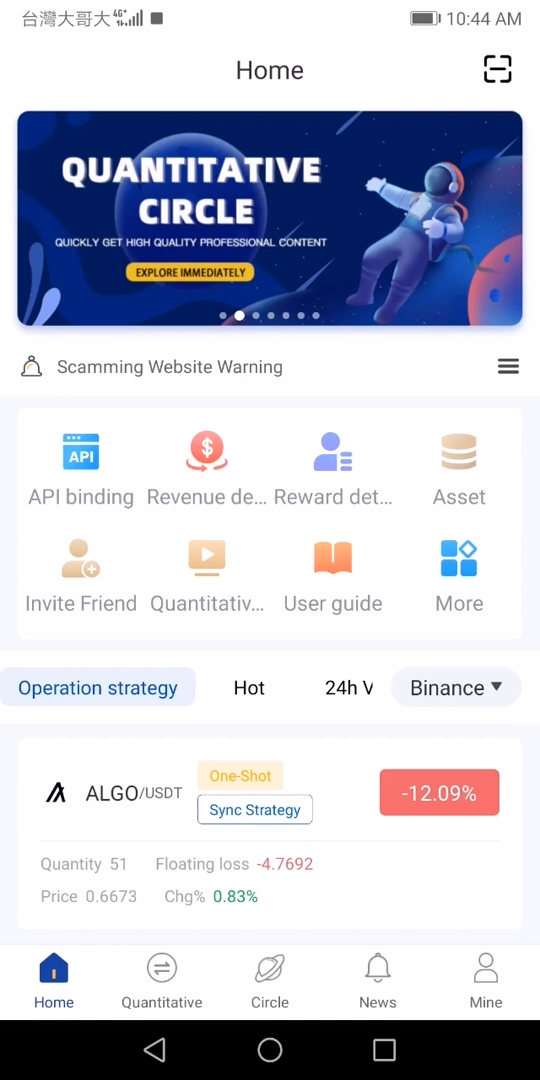 台灣大哥大 4G+ 10:44 AM
Home
QUANTITATIVE
CIRCLE
QUICKLY GET HIGH QUALITY PROFESSIONAL CONTENT
EXPLORE IMMEDIATELY
Scamming Website Warning
API
$
API binding Revenue de... Reward det... Asset
Invite Friend Quantitativ... User guide More
Operation strategy Hot 24h V Binance
One-Shot
ALGO/USDT -12.09%
Sync Strategy
Quantity 51 Floating loss -4.7692
Price 0.6673 Chg% 0.83%
Home Quantitative Circle News Mine